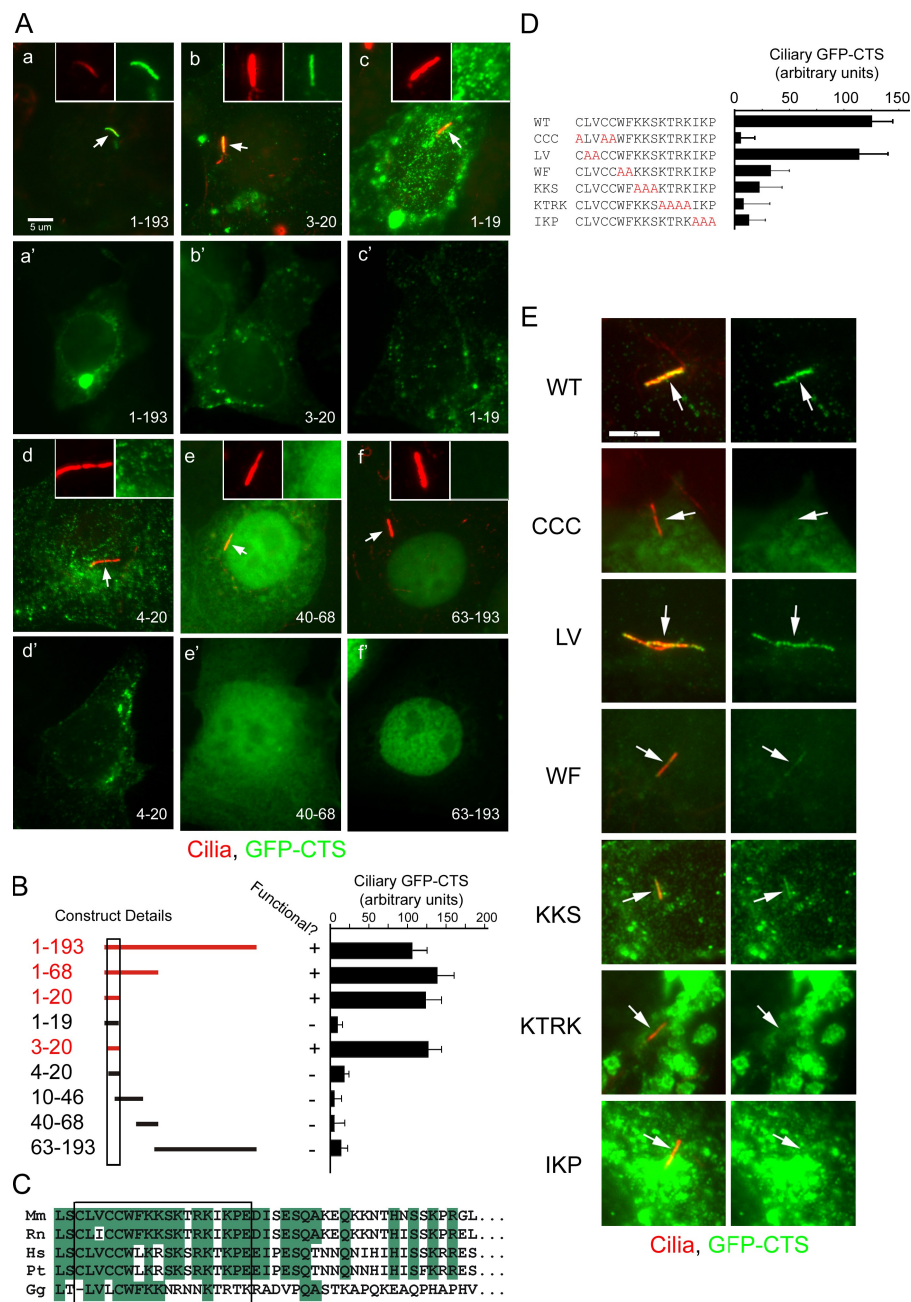 A
a
b
c
5 um
1-193
3-20
1-19
a'
b'
c'
1-193
3-20
1-19
d
e
f
4-20
40-68
63-193
d'
e'
f'
4-20
40-68
63-193
Cilia, GFP-CTS
B
Construct Details
Functional?
Ciliary GFP-CTS
(arbitrary units)
0 50 100 150 200
1-193 +
1-68 +
1-20 +
1-19 -
3-20 +
4-20 -
10-46 -
40-68 -
63-193 -
C
Mm LSCLVCCWFKKSKTRKIKPEDISESQAKEQKKNTHNSSKPRGL...
Rn LSCLICCWFKKSKTRKIKPEDISESQAKEQKKNTHISSKPREL...
Hs LSCLVCCWLKRSKSRKTKPEEIPESQTNNQNIHIHISSKRRES...
Pt LSCLVCCWLKRSKSRKTKPEEIPESQTNNQNNHIHISFKRRES...
Gg LT-LVLCWFKKNRNNKTRTKRADVPQASTKAPQKEAQPHAPHV...
D
Ciliary GFP-CTS
(arbitrary units)
0 50 100 150
WT CLVCCWFKKSKTRKIKP
CCC ALVAAWFKKSKTRKIKP
LV CAACCWFKKSKTRKIKP
WF CLVCCAAKKSKTRKIKP
KKS CLVCCWFAAAKTRKIKP
KTRK CLVCCWFKKSAAAAIKP
IKP CLVCCWFKKSKTRKAAA
E
WT
5
CCC
LV
WF
KKS
KTRK
IKP
Cilia, GFP-CTS